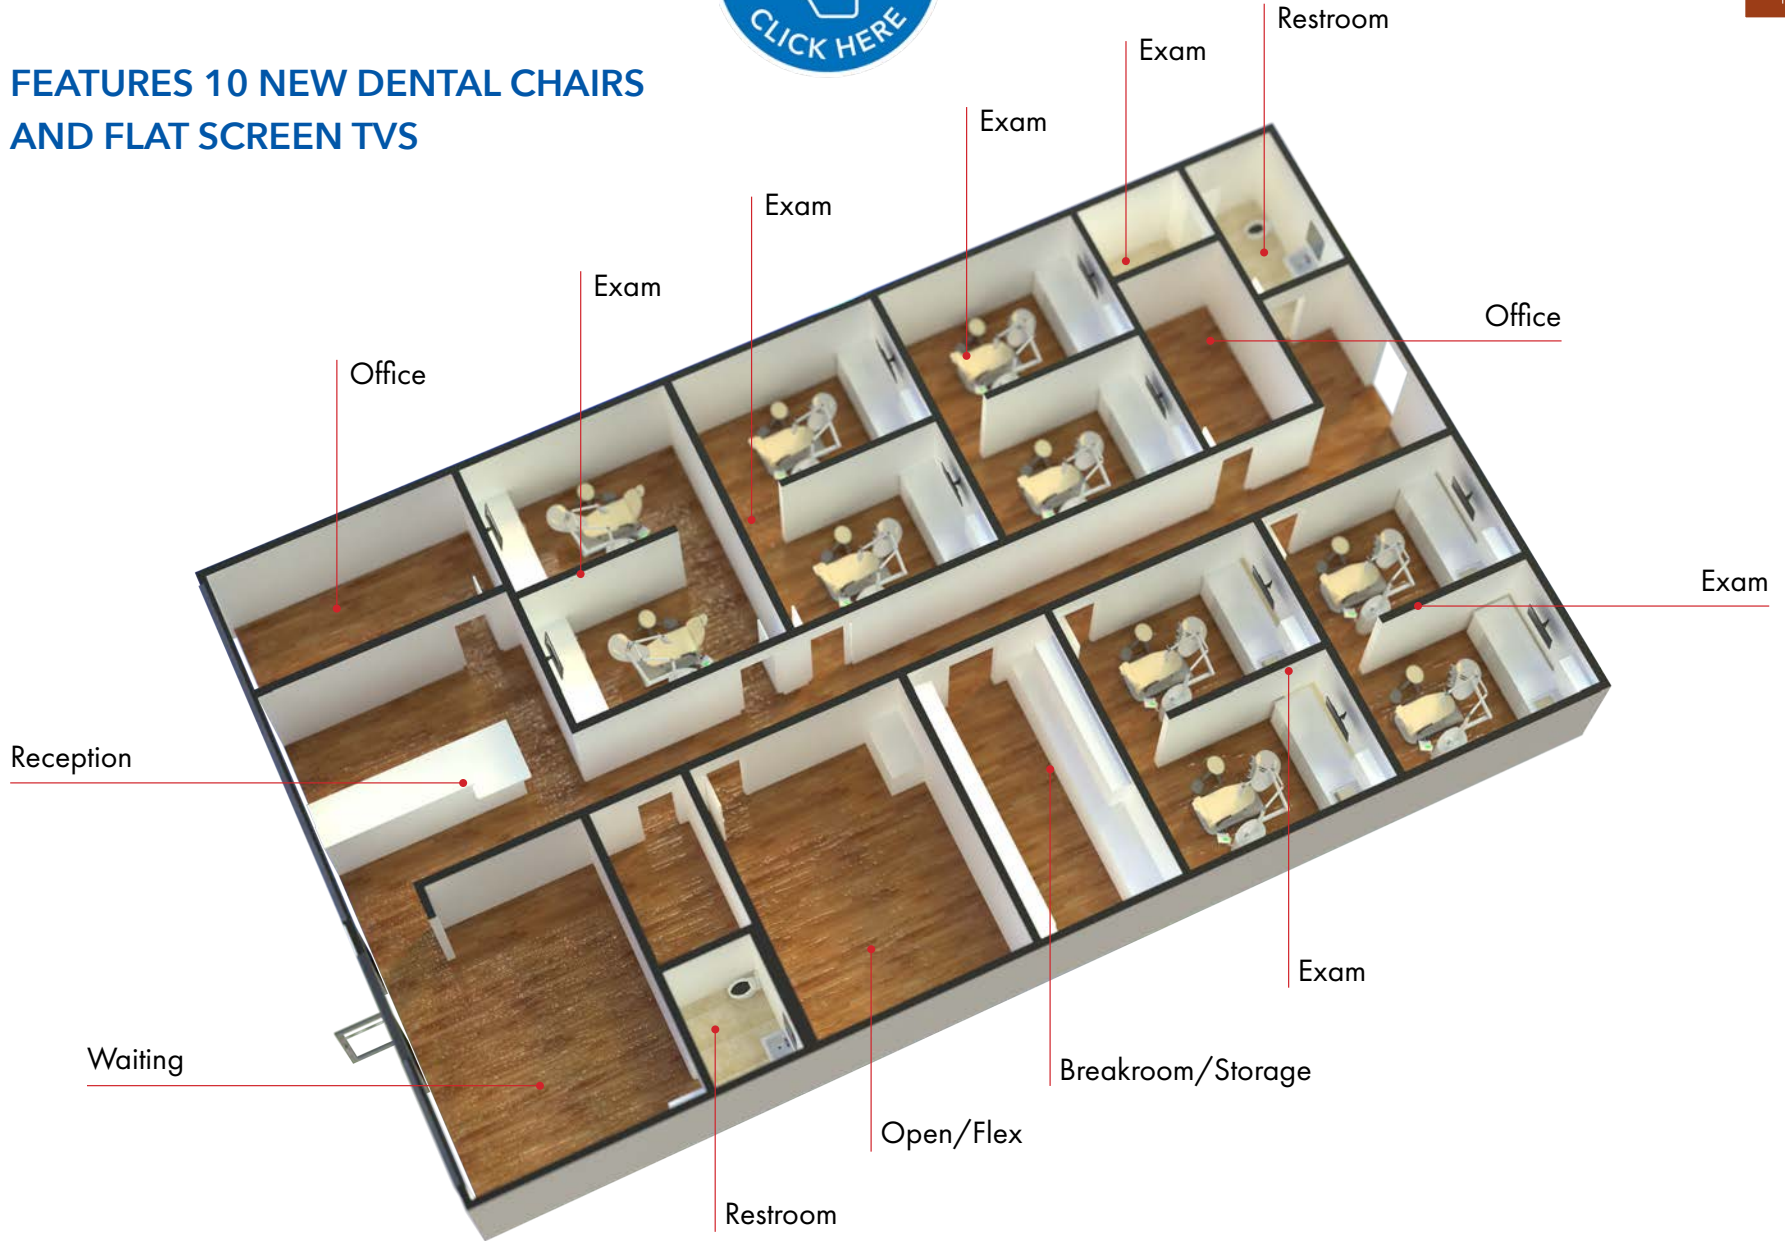 CLICK HERE
FEATURES 10 NEW DENTAL CHAIRS
AND FLAT SCREEN TVS
Restroom
Exam
Exam
Exam
Exam
Office
Office
Exam
Reception
Exam
Waiting
Breakroom/Storage
Open/Flex
Restroom